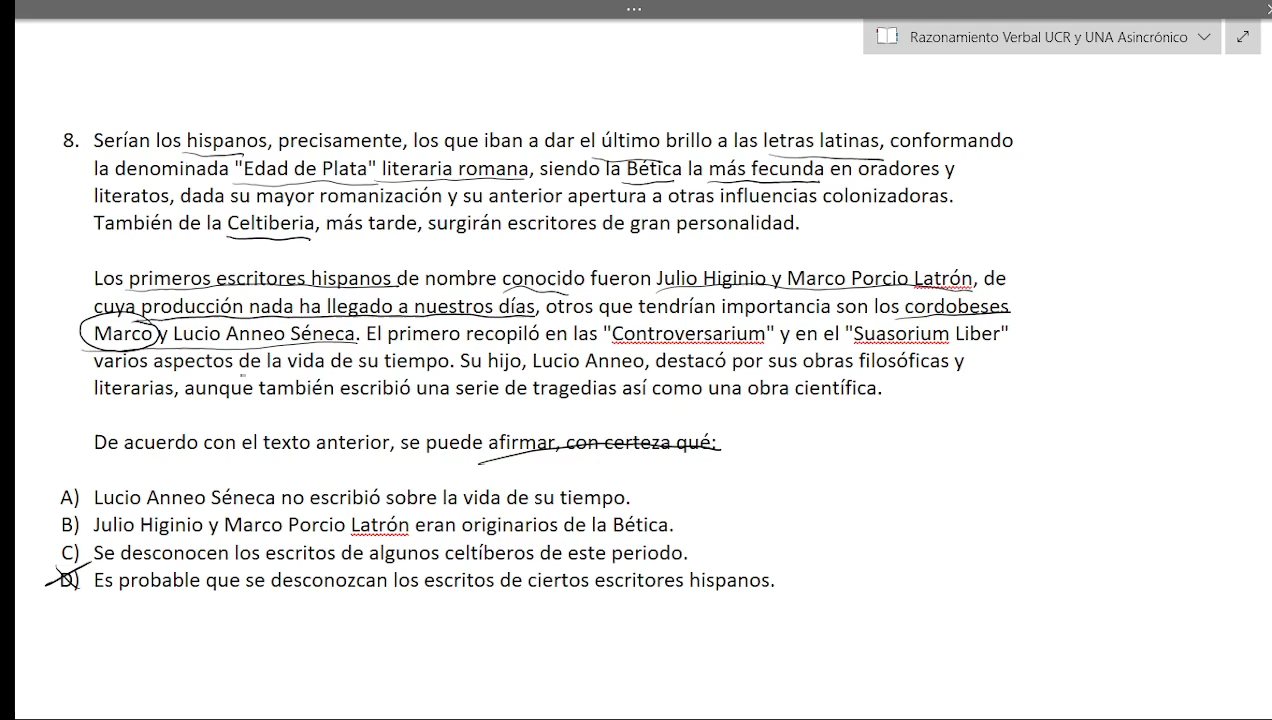 ...
Razonamiento Verbal UCR y UNA Asincrónico
8. Serían los hispanos, precisamente, los que iban a dar el último brillo a las letras latinas, conformando
la denominada "Edad de Plata" literaria romana, siendo la Bética la más fecunda en oradores y
literatos, dada su mayor romanización y su anterior apertura a otras influencias colonizadoras.
También de la Celtiberia, más tarde, surgirán escritores de gran personalidad.
Los primeros escritores hispanos de nombre conocido fueron Julio Higinio y Marco Porcio Latrón, de
cuya producción nada ha llegado a nuestros días, otros que tendrían importancia son los cordobeses
Marco y Lucio Anneo Séneca. El primero recopiló en las "Controversarium" y en el "Suasorium Liber"
varios aspectos de la vida de su tiempo. Su hijo, Lucio Anneo, destacó por sus obras filosóficas y
literarias, aunque también escribió una serie de tragedias así como una obra científica.
De acuerdo con el texto anterior, se puede afirmar, con certeza qué:
A) Lucio Anneo Séneca no escribió sobre la vida de su tiempo.
B) Julio Higinio y Marco Porcio Latrón eran originarios de la Bética.
C) Se desconocen los escritos de algunos celtíberos de este periodo.
D) Es probable que se desconozcan los escritos de ciertos escritores hispanos.